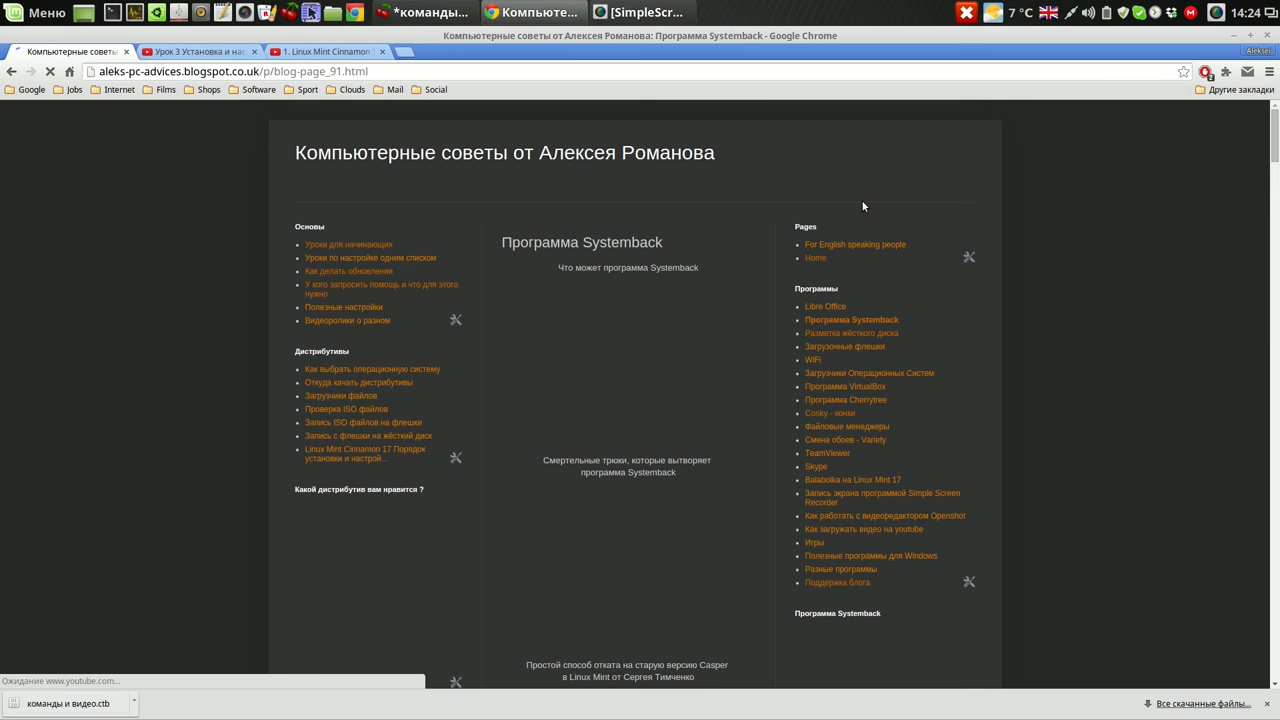 Меню
*команды...
Компьюте...
[SimpleScr...
7 °C
14:24
Компьютерные советы от Алексея Романова: Программа Systemback - Google Chrome
Компьютерные советы
Урок 3 Установка и нас
1. Linux Mint Cinnamon
Aleksei
aleks-pc-advices.blogspot.co.uk/p/blog-page_91.html
2
Google
Jobs
Internet
Films
Shops
Software
Sport
Clouds
Mail
Social
Другие закладки
Компьютерные советы от Алексея Романова
Основы
Уроки для начинающих
Уроки по настройке одним списком
Как делать обновления
У кого запросить помощь и что для этого
нужно
Полезные настройки
Видеоролики о разном
Дистрибутивы
Как выбрать операционную систему
Откуда качать дистрибутивы
Загрузчики файлов
Проверка ISO файлов
Запись ISO файлов на флешки
Запись с флешки на жёсткий диск
Linux Mint Cinnamon 17 Порядок
установки и настрой...
Какой дистрибутив вам нравится ?
Программа Systemback
Что может программа Systemback
Смертельные трюки, которые вытворяет
программа Systemback
Простой способ отката на старую версию Casper
в Linux Mint от Сергея Тимченко
Pages
For English speaking people
Home
Программы
Libre Office
Программа Systemback
Разметка жёсткого диска
Загрузочные флешки
WiFi
Загрузчики Операционных Систем
Программа VirtualBox
Программа Cherrytree
Conky - конки
Файловые менеджеры
Смена обоев - Variety
TeamViewer
Skype
Balabolka на Linux Mint 17
Запись экрана программой Simple Screen
Recorder
Как работать с видеоредактором Openshot
Как загружать видео на youtube
Игры
Полезные программы для Windows
Разные программы
Поддержка блога
Программа Systemback
Ожидание www.youtube.com...
команды и видео.ctb
Все скачанные файлы...